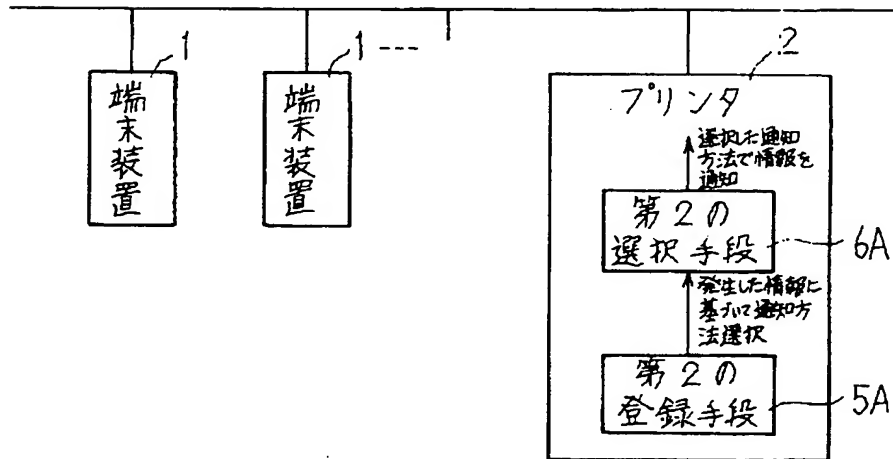 1
1
2
端末装置
端末装置
プリンタ
選択した通知
方法で情報を
通知
第2の
選択手段
6A
発生した情報に
基づいて通知方
法選択
第2の
登録手段
5A